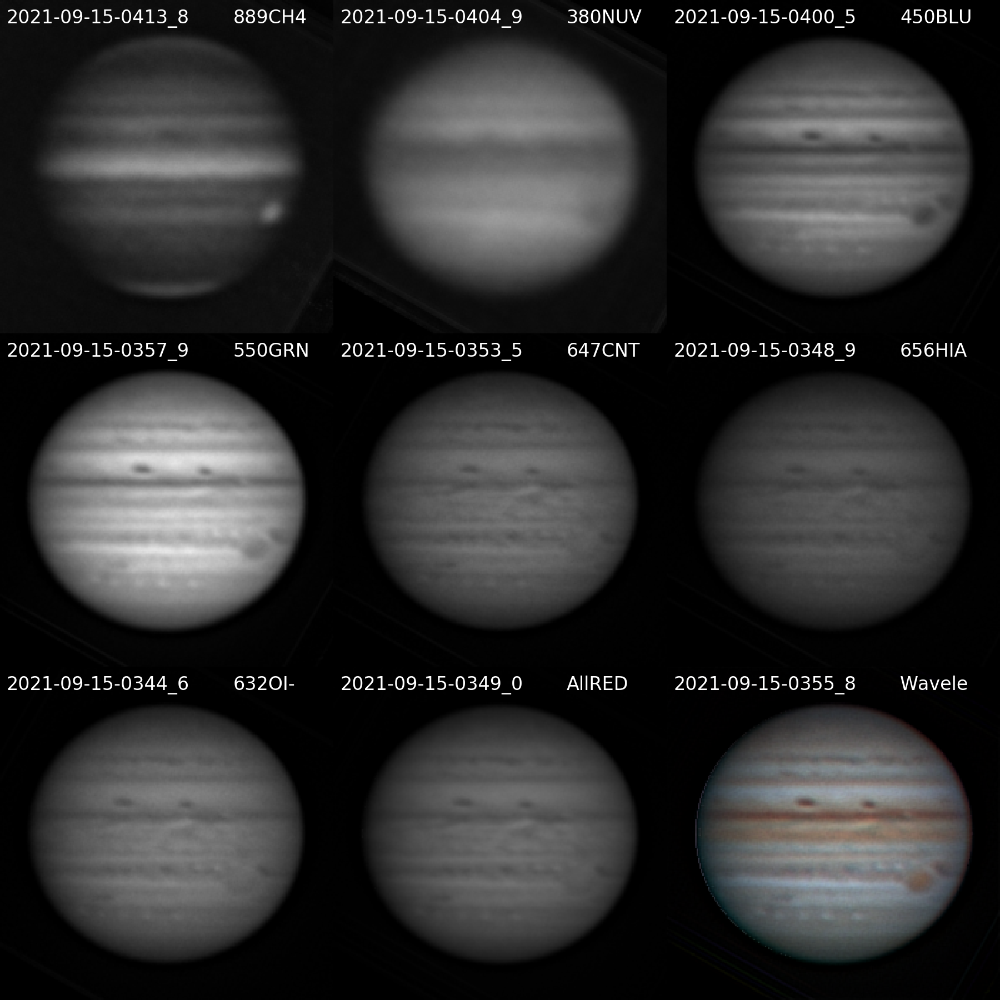 2021-09-15-0413_8 889CH4
2021-09-15-0404_9 380NUV
2021-09-15-0400_5 450BLU
2021-09-15-0357_9 550GRN
2021-09-15-0353_5 647CNT
2021-09-15-0348_9 656HIA
2021-09-15-0344_6 632OI-
2021-09-15-0349_0 AllRED
2021-09-15-0355_8 Wavele